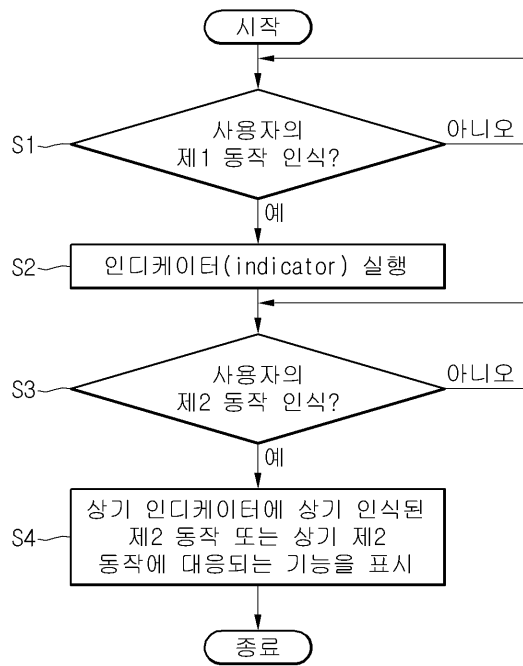 시작
S1
사용자의
제1 동작 인식?
아니오
예
S2
인디케이터(indicator) 실행
S3
사용자의
제2 동작 인식?
아니오
예
S4
상기 인디케이터에 상기 인식된
제2 동작 또는 상기 제2
동작에 대응되는 기능을 표시
종료